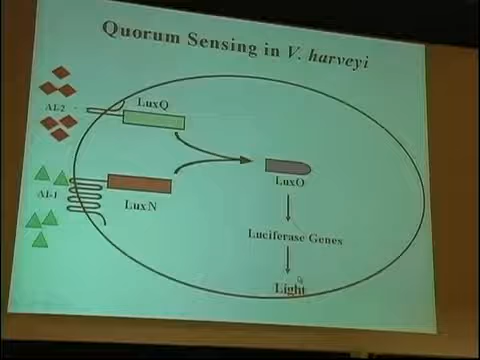 Quorum Sensing in V. harveyi
LuxQ
AI-2
LuxO
AI-1
LuxN
Luciferase Genes
Light